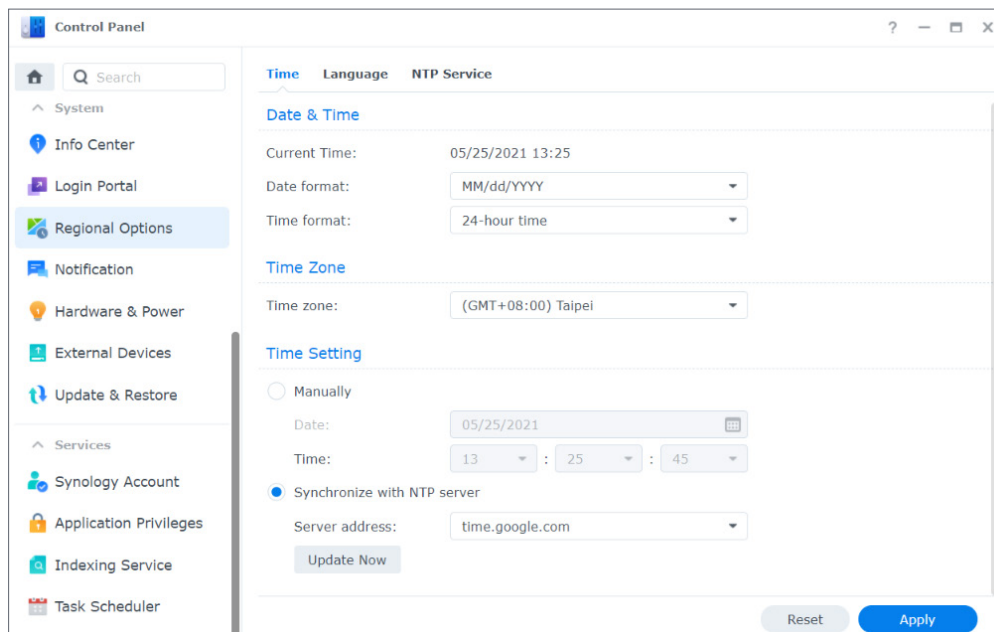 Control Panel
?
Search
System
Info Center
Login Portal
Regional Options
Notification
Hardware & Power
External Devices
Update & Restore
Services
Synology Account
Application Privileges
Indexing Service
Task Scheduler
Time Language NTP Service
Date & Time
Current Time: 05/25/2021 13:25
Date format: MM/dd/YYYY
Time format: 24-hour time
Time Zone
Time zone: (GMT+08:00) Taipei
Time Setting
Manually
Date: 05/25/2021
Time: 13 : 25 : 45
Synchronize with NTP server
Server address: time.google.com
Update Now
Reset Apply